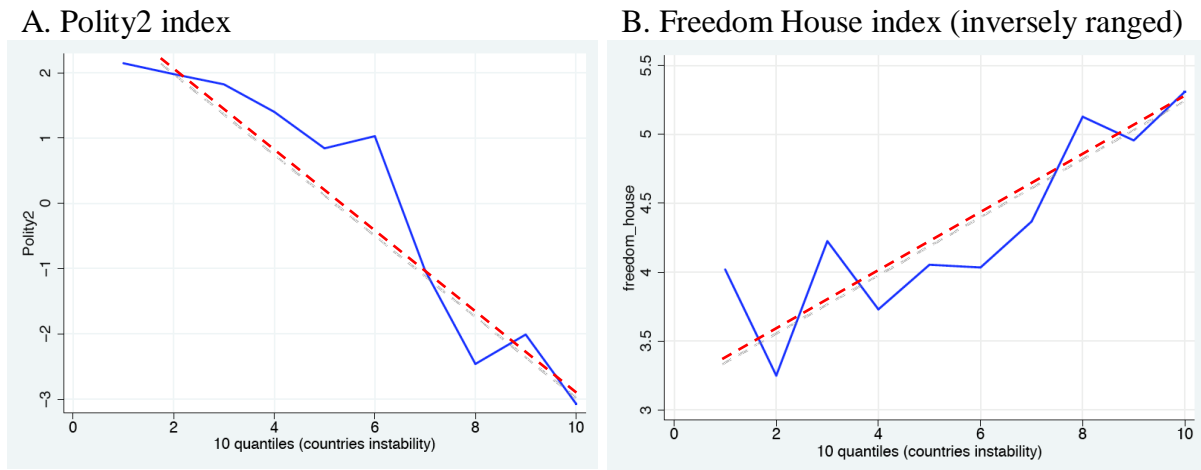 A. Polity2 index
2
1
0
−1
−2
−3
Polity2
0 2 4 6 8 10
10 quantiles (countries instability)
B. Freedom House index (inversely ranged)
5.5
5
4.5
4
3.5
3
freedom_house
0 2 4 6 8 10
10 quantiles (countries instability)